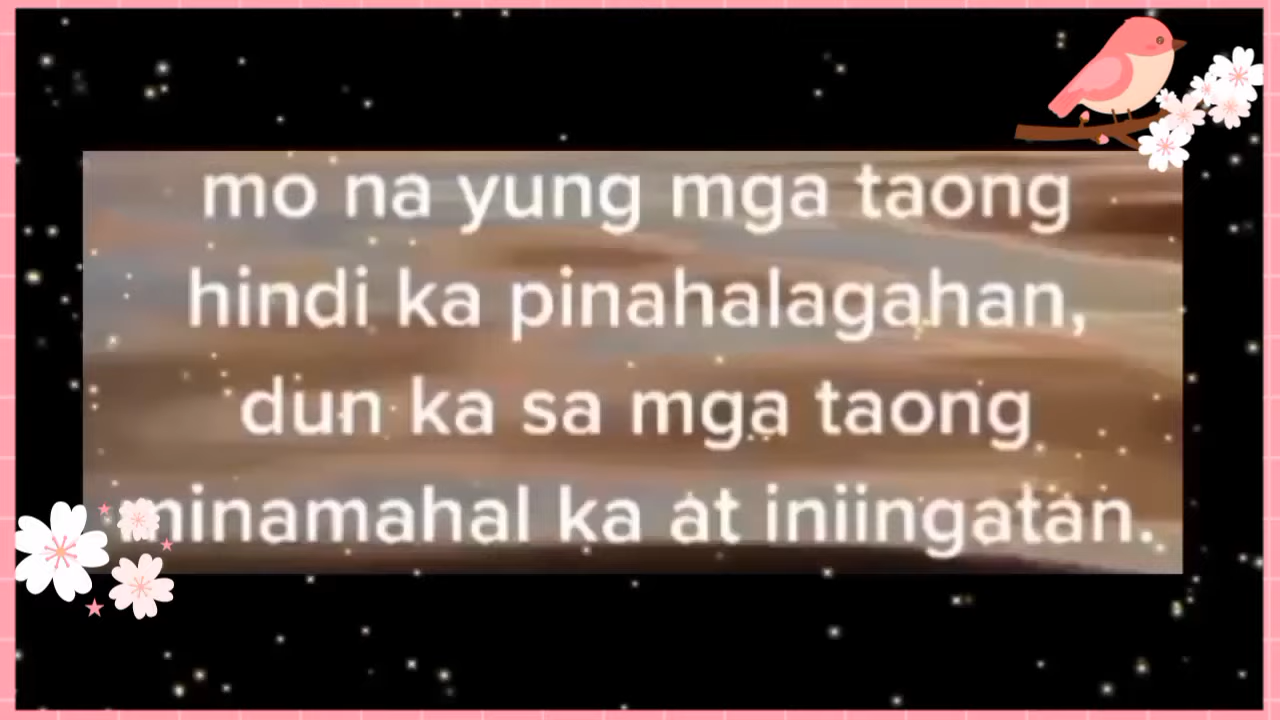 mo na yung mga taong
hindi ka pinahalagahan,
dun ka sa mga taong
minamahal ka at iniingatan.